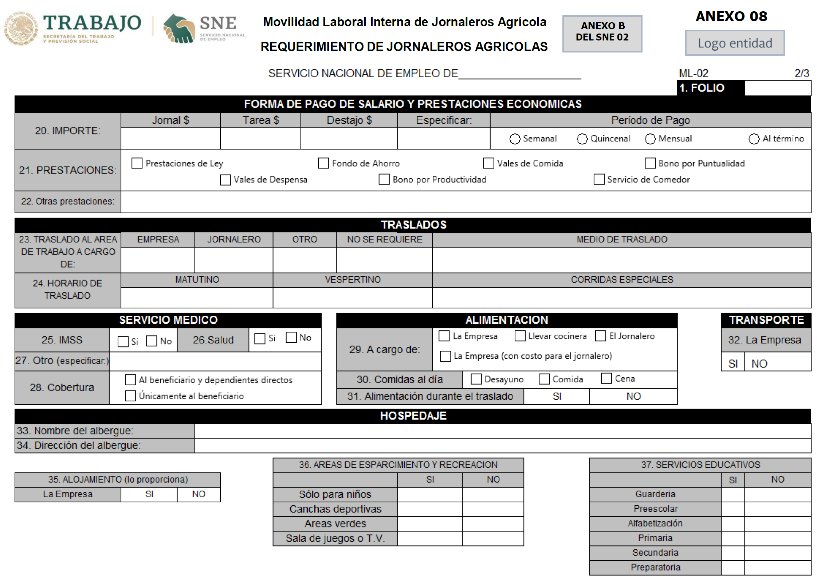 TRABAJO
SECRETARÍA DEL TRABAJO
Y PREVISIÓN SOCIAL
SNE
SERVICIO NACIONAL
DE EMPLEO
Movilidad Laboral Interna de Jornaleros Agrícola
REQUERIMIENTO DE JORNALEROS AGRICOLAS
ANEXO B
DEL SNE 02
ANEXO 08
Logo entidad
SERVICIO NACIONAL DE EMPLEO DE____________________
ML-02 2/3
1. FOLIO
FORMA DE PAGO DE SALARIO Y PRESTACIONES ECONOMICAS
20. IMPORTE:
Jornal $ Tarea $ Destajo $ Especificar: Período de Pago
Semanal Quincenal Mensual Al término
21. PRESTACIONES:
Prestaciones de Ley Fondo de Ahorro Vales de Comida Bono por Puntualidad
Vales de Despensa Bono por Productividad Servicio de Comedor
22. Otras prestaciones:
TRASLADOS
23. TRASLADO AL AREA DE TRABAJO A CARGO DE:
EMPRESA JORNALERO OTRO NO SE REQUIERE MEDIO DE TRASLADO
24. HORARIO DE TRASLADO
MATUTINO VESPERTINO CORRIDAS ESPECIALES
SERVICIO MEDICO
25. IMSS Si No 26.Salud Si No
27. Otro (especificar:)
28. Cobertura
Al beneficiario y dependientes directos
Únicamente al beneficiario
ALIMENTACION
29. A cargo de:
La Empresa Llevar cocinera El Jornalero
La Empresa (con costo para el jornalero)
30. Comidas al día Desayuno Comida Cena
31. Alimentación durante el traslado SI NO
TRANSPORTE
32. La Empresa
SI NO
HOSPEDAJE
33. Nombre del albergue:
34. Dirección del albergue:
35. ALOJAMIENTO (lo proporciona)
La Empresa SI NO
36. AREAS DE ESPARCIMIENTO Y RECREACION
SI NO
Sólo para niños
Canchas deportivas
Areas verdes
Sala de juegos o T.V.
37. SERVICIOS EDUCATIVOS
SI NO
Guarderia
Preescolar
Alfabetización
Primaria
Secundaria
Preparatoria